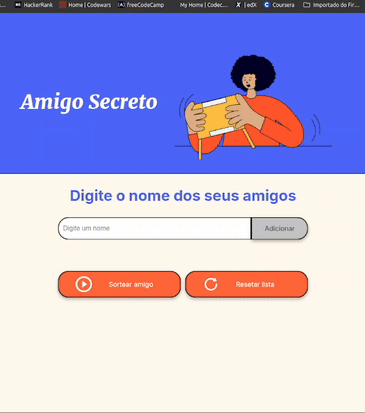 HackerRank
Home | Codewars
freeCodeCamp
My Home | Codec...
edX
Coursera
Importado do Fir...
Amigo Secreto
Digite o nome dos seus amigos
Digite um nome
Adicionar
Sortear amigo
Resetar lista